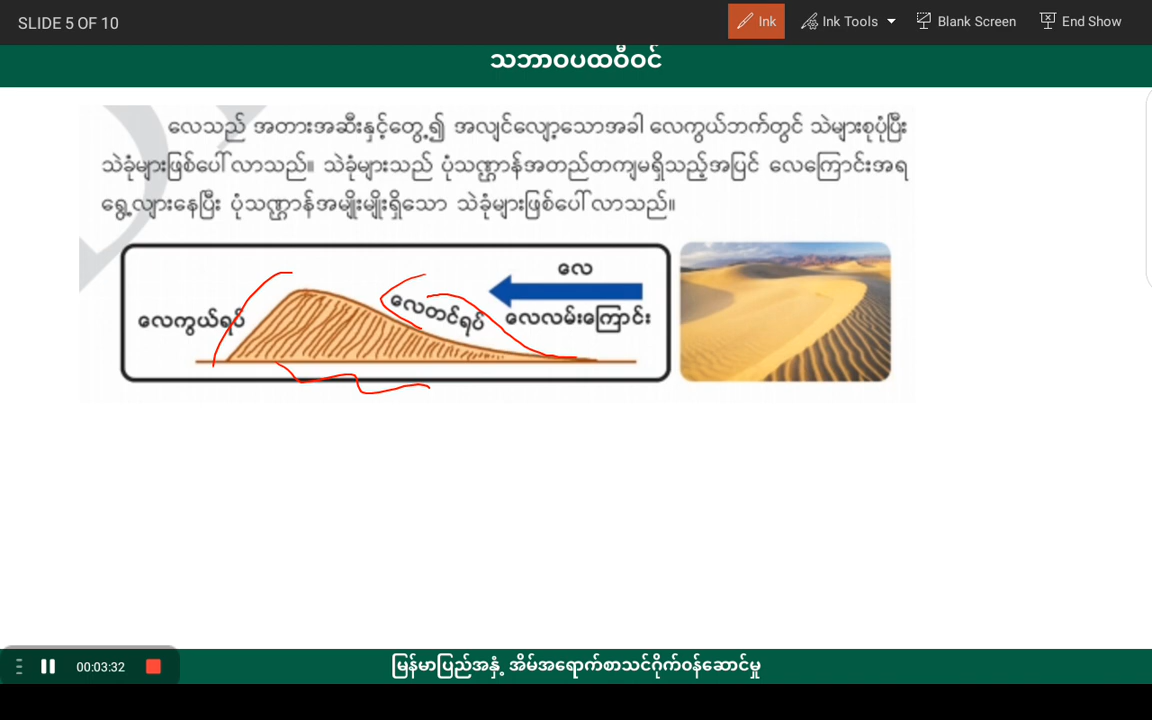 SLIDE 5 OF 10
Ink
Ink Tools
Blank Screen
End Show
သဘာဝပထဝီဝင်
လေသည် အတားအဆီးနှင့်တွေ့၍ အလျင်လျော့သောအခါ လေကွယ်ဘက်တွင် သဲများစုပုံပြီး
သဲခုံများဖြစ်ပေါ်လာသည်။ သဲခုံများသည် ပုံသဏ္ဌာန်အတည်တကျမရှိသည့်အပြင် လေကြောင်းအရ
ရွေ့လျားနေပြီး ပုံသဏ္ဌာန်အမျိုးမျိုးရှိသော သဲခုံများဖြစ်ပေါ်လာသည်။
လေ
လေကွယ်ရပ်
လေတင်ရပ်
လေလမ်းကြောင်း
00:03:32
မြန်မာပြည်အနှံ့ အိမ်အရောက်စာသင်ဂိုက်ဝန်ဆောင်မှု